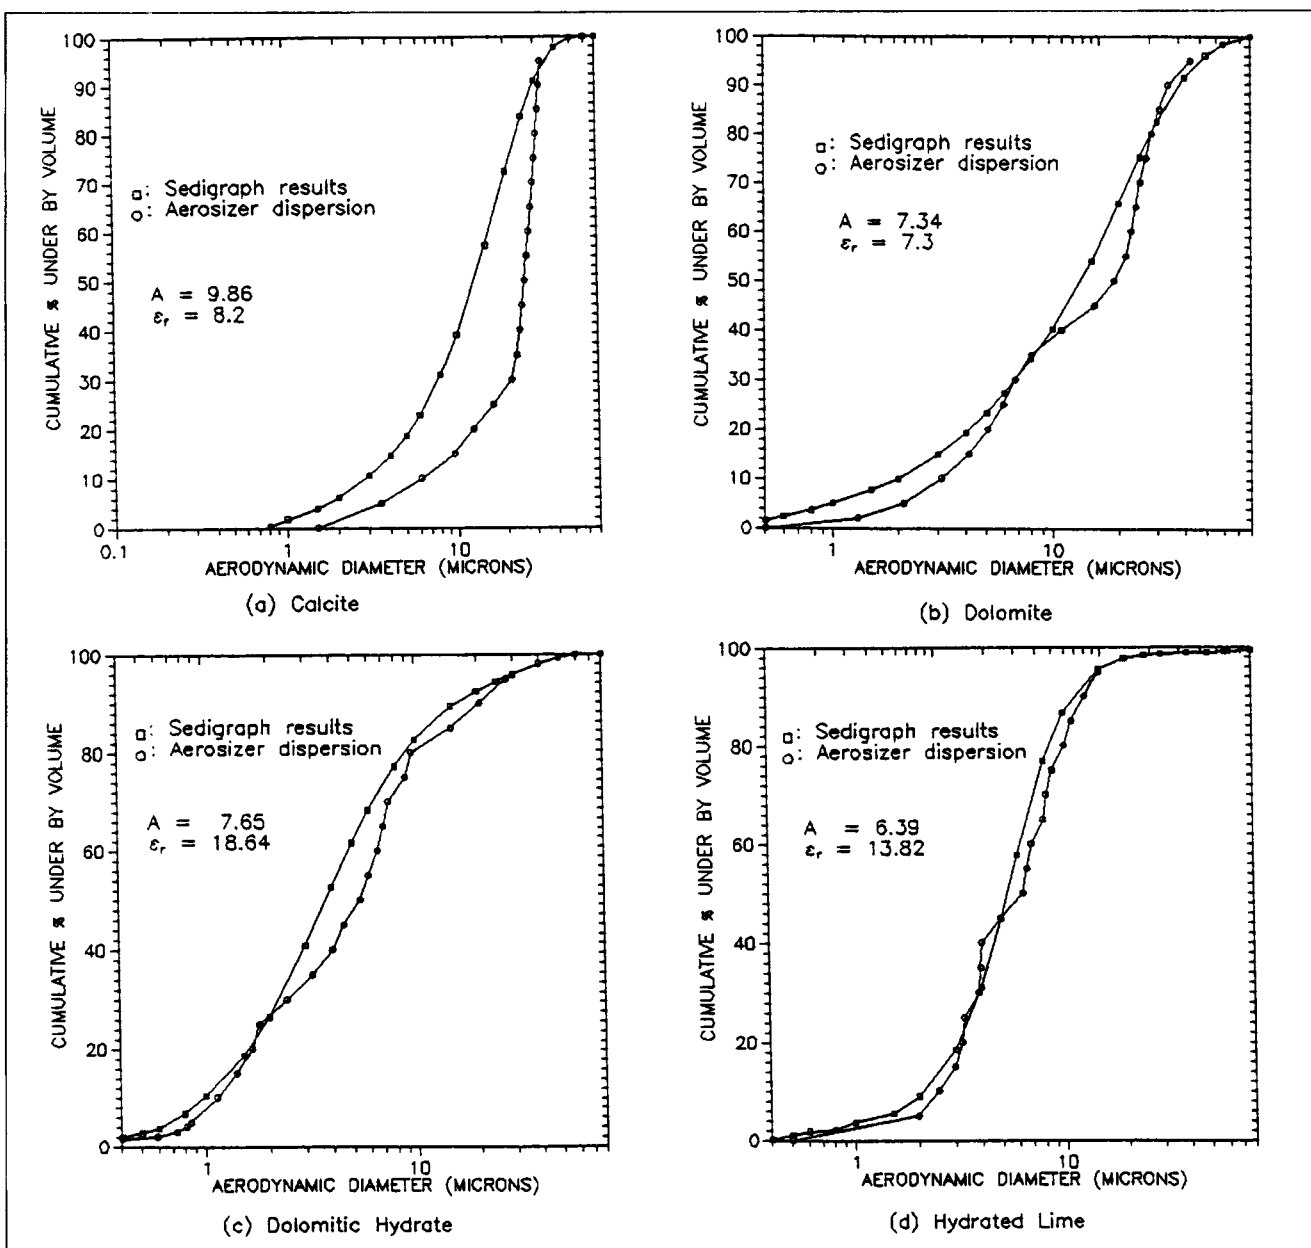 100
90
80
70
60
50
40
30
20
10
0
CUMULATIVE % UNDER BY VOLUME
□: Sedigraph results
○: Aerosizer dispersion
A = 9.86
εr = 8.2
0.1
1
10
AERODYNAMIC DIAMETER (MICRONS)
(a) Calcite
100
90
80
70
60
50
40
30
20
10
0
CUMULATIVE % UNDER BY VOLUME
□: Sedigraph results
○: Aerosizer dispersion
A = 7.34
εr = 7.3
1
10
AERODYNAMIC DIAMETER (MICRONS)
(b) Dolomite
100
80
60
40
20
0
CUMULATIVE % UNDER BY VOLUME
□: Sedigraph results
○: Aerosizer dispersion
A = 7.65
εr = 18.64
1
10
AERODYNAMIC DIAMETER (MICRONS)
(c) Dolomitic Hydrate
100
80
60
40
20
0
CUMULATIVE % UNDER BY VOLUME
□: Sedigraph results
○: Aerosizer dispersion
A = 6.39
εr = 13.82
1
10
AERODYNAMIC DIAMETER (MICRONS)
(d) Hydrated Lime